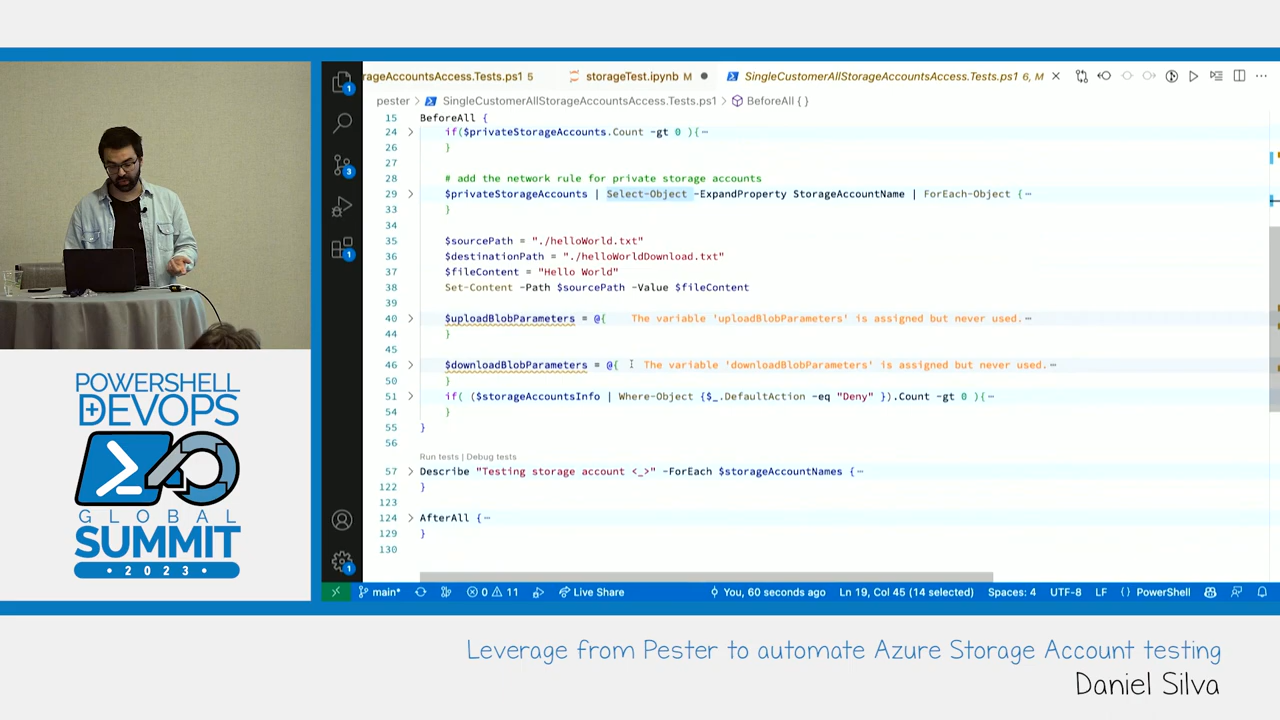 rageAccountsAccess.Tests.ps1 5
storageTest.ipynb M
SingleCustomerAllStorageAccountsAccess.Tests.ps1 6, M
pester > SingleCustomerAllStorageAccountsAccess.Tests.ps1 > BeforeAll { }
15 BeforeAll {
24 if($privateStorageAccounts.Count -gt 0 ){
26 }
27
28 # add the network rule for private storage accounts
29 $privateStorageAccounts | Select-Object -ExpandProperty StorageAccountName | ForEach-Object {
33 }
34
35 $sourcePath = "./helloWorld.txt"
36 $destinationPath = "./helloWorldDownload.txt"
37 $fileContent = "Hello World"
38 Set-Content -Path $sourcePath -Value $fileContent
39
40 $uploadBlobParameters = @{ The variable 'uploadBlobParameters' is assigned but never used.
44 }
45
46 $downloadBlobParameters = @{ The variable 'downloadBlobParameters' is assigned but never used.
50 }
51 if( ($storageAccountsInfo | Where-Object {$_.DefaultAction -eq "Deny" }).Count -gt 0 ){
54 }
55 }
56
Run tests | Debug tests
57 Describe "Testing storage account <_>" -ForEach $storageAccountNames {
122 }
123
124 AfterAll {
129 }
130
1
3
1
1
main*
0 11
Live Share
You, 60 seconds ago
Ln 19, Col 45 (14 selected)
Spaces: 4
UTF-8
LF
PowerShell
POWERSHELL
+DEVOPS
GLOBAL
SUMMIT
• 2023 •
Leverage from Pester to automate Azure Storage Account testing
Daniel Silva